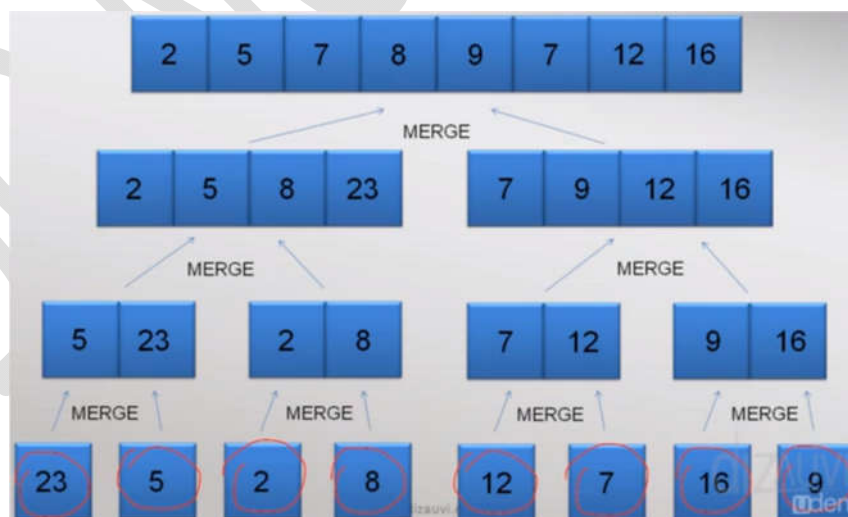 2 5 7 8 9 7 12 16
MERGE
2 5 8 23 7 9 12 16
MERGE MERGE
5 23 2 8 7 12 9 16
MERGE MERGE MERGE MERGE
23 5 2 8 12 7 16 9